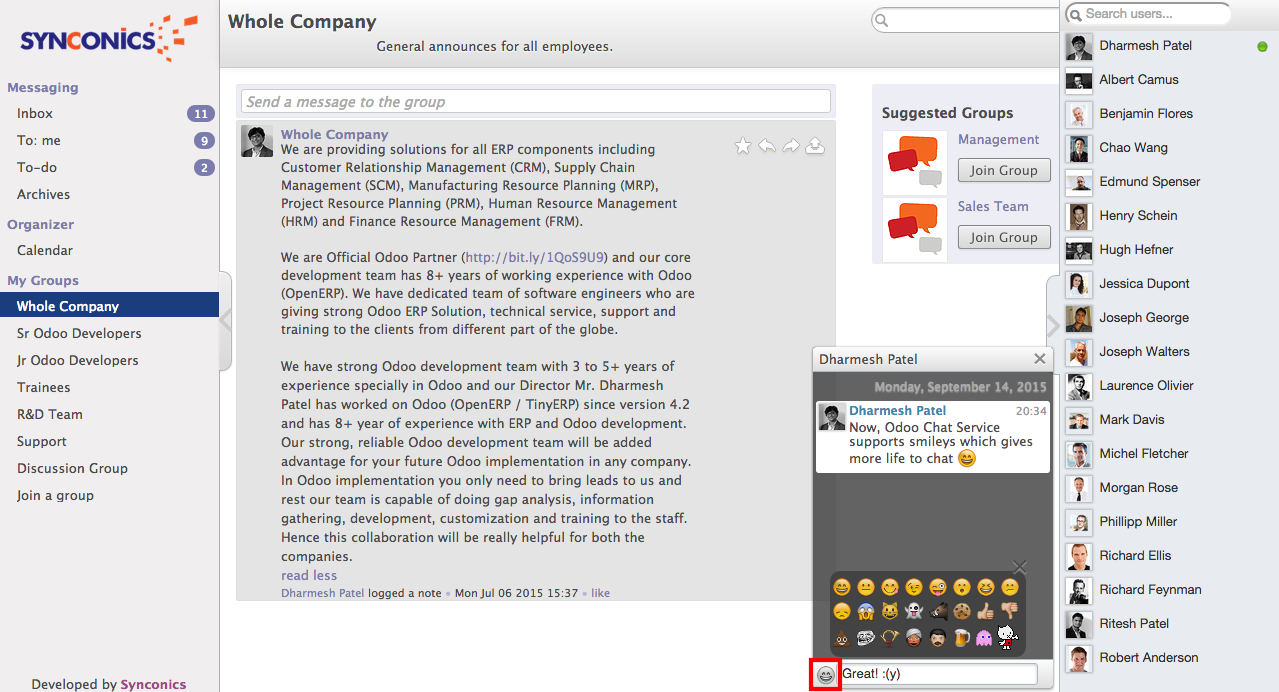 SYNCONICS
Messaging
Inbox 11
To: me 9
To-do 2
Archives
Organizer
Calendar
My Groups
Whole Company
Sr Odoo Developers
Jr Odoo Developers
Trainees
R&D Team
Support
Discussion Group
Join a group
Developed by Synconics
Whole Company
General announces for all employees.
Send a message to the group
Whole Company
We are providing solutions for all ERP components including
Customer Relationship Management (CRM), Supply Chain
Management (SCM), Manufacturing Resource Planning (MRP),
Project Resource Planning (PRM), Human Resource Management
(HRM) and Finance Resource Management (FRM).
We are Official Odoo Partner (http://bit.ly/1QoS9U9) and our core
development team has 8+ years of working experience with Odoo
(OpenERP). We have dedicated team of software engineers who are
giving strong Odoo ERP Solution, technical service, support and
training to the clients from different part of the globe.
We have strong Odoo development team with 3 to 5+ years of
experience specially in Odoo and our Director Mr. Dharmesh
Patel has worked on Odoo (OpenERP / TinyERP) since version 4.2
and has 8+ year of experience with ERP and Odoo development.
Our strong, reliable Odoo development team will be added
advantage for your future Odoo implementation in any company.
In Odoo implementation you only need to bring leads to us and
rest our team is capable of doing gap analysis, information
gathering, development, customization and training to the staff.
Hence this collaboration will be really helpful for both the
companies.
read less
Dharmesh Patel logged a note • Mon Jul 06 2015 15:37 • like
Suggested Groups
Management
Join Group
Sales Team
Join Group
Dharmesh Patel
Monday, September 14, 2015
Dharmesh Patel 20:34
Now, Odoo Chat Service
supports smileys which gives
more life to chat 😄
Great! :(y)
Search users...
Dharmesh Patel
Albert Camus
Benjamin Flores
Chao Wang
Edmund Spenser
Henry Schein
Hugh Hefner
Jessica Dupont
Joseph George
Joseph Walters
Laurence Olivier
Mark Davis
Michel Fletcher
Morgan Rose
Phillipp Miller
Richard Ellis
Richard Feynman
Ritesh Patel
Robert Anderson